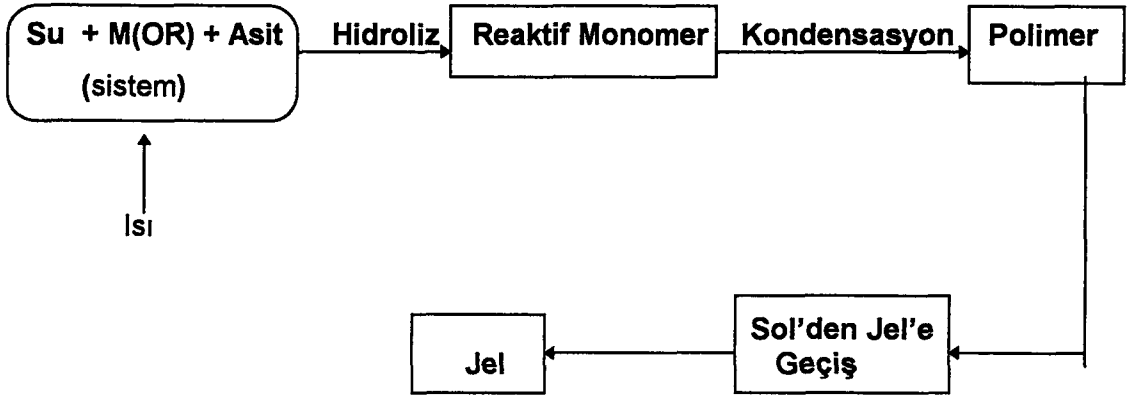 Su + M(OR) + Asit
(sistem)
Hidroliz
Reaktif Monomer
Kondensasyon
Polimer
Isı
Sol'den Jel'e
Geçiş
Jel